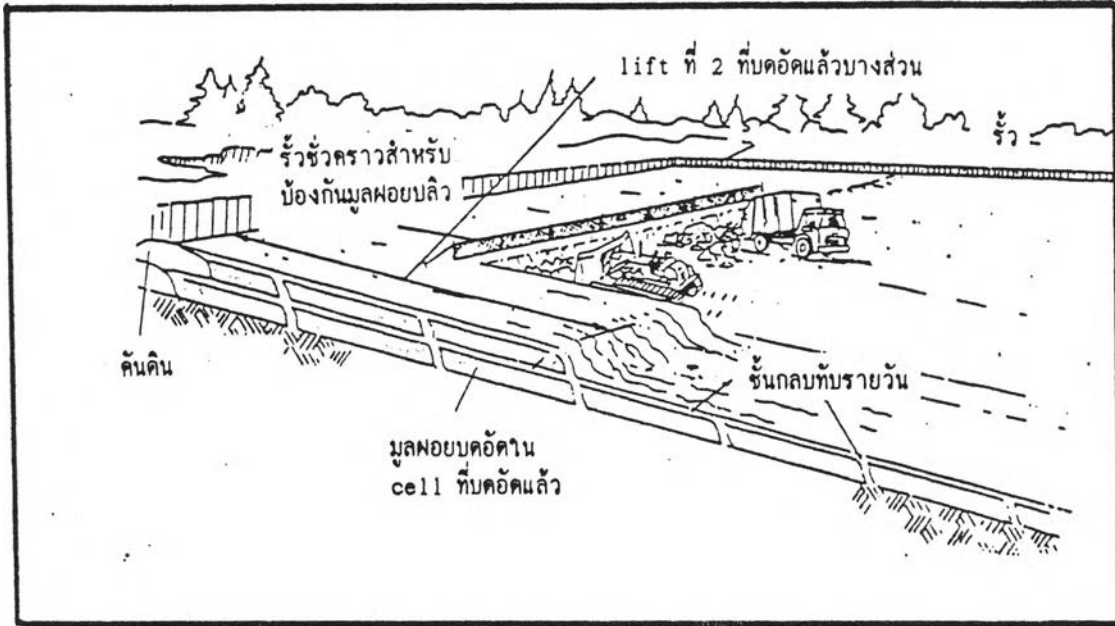 lift ที่ 2 ที่บดอัดแล้วบางส่วน
รั้ว
รั้วชั่วคราวสำหรับ
ป้องกันมูลฝอยปลิว
คันดิน
ชั้นกลบทับรายวัน
มูลฝอยบดอัดใน
cell ที่บดอัดแล้ว